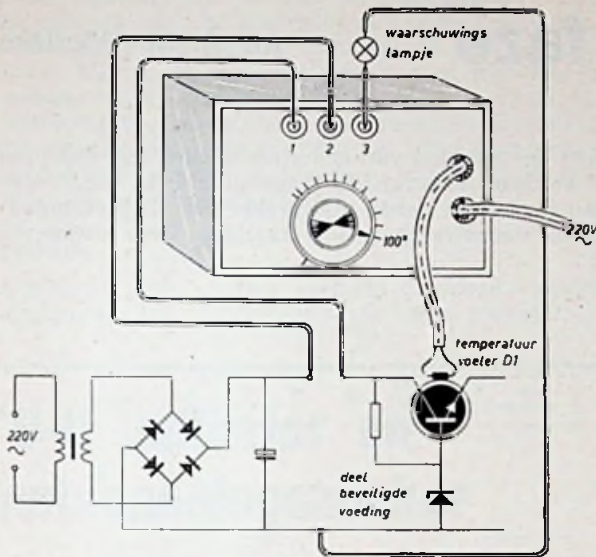 waarschuwings
lampje
1 2 3
100°
220V
~
temperatuur
voeler D1
220V
~
deel
beveiligde
voeding